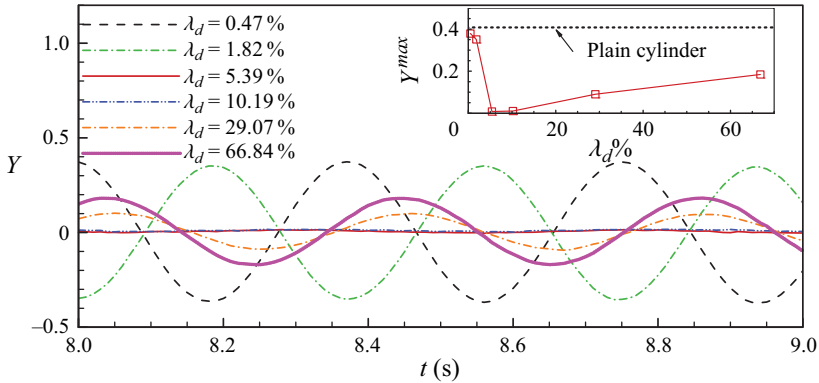 1.0
0.5
0
–0.5
Y
8.0 8.2 8.4 8.6 8.8 9.0
t (s)
λd = 0.47 %
λd = 1.82 %
λd = 5.39 %
λd = 10.19 %
λd = 29.07 %
λd = 66.84 %
0.4
0.2
Ymax
Plain cylinder
0 20 40 60
λd%